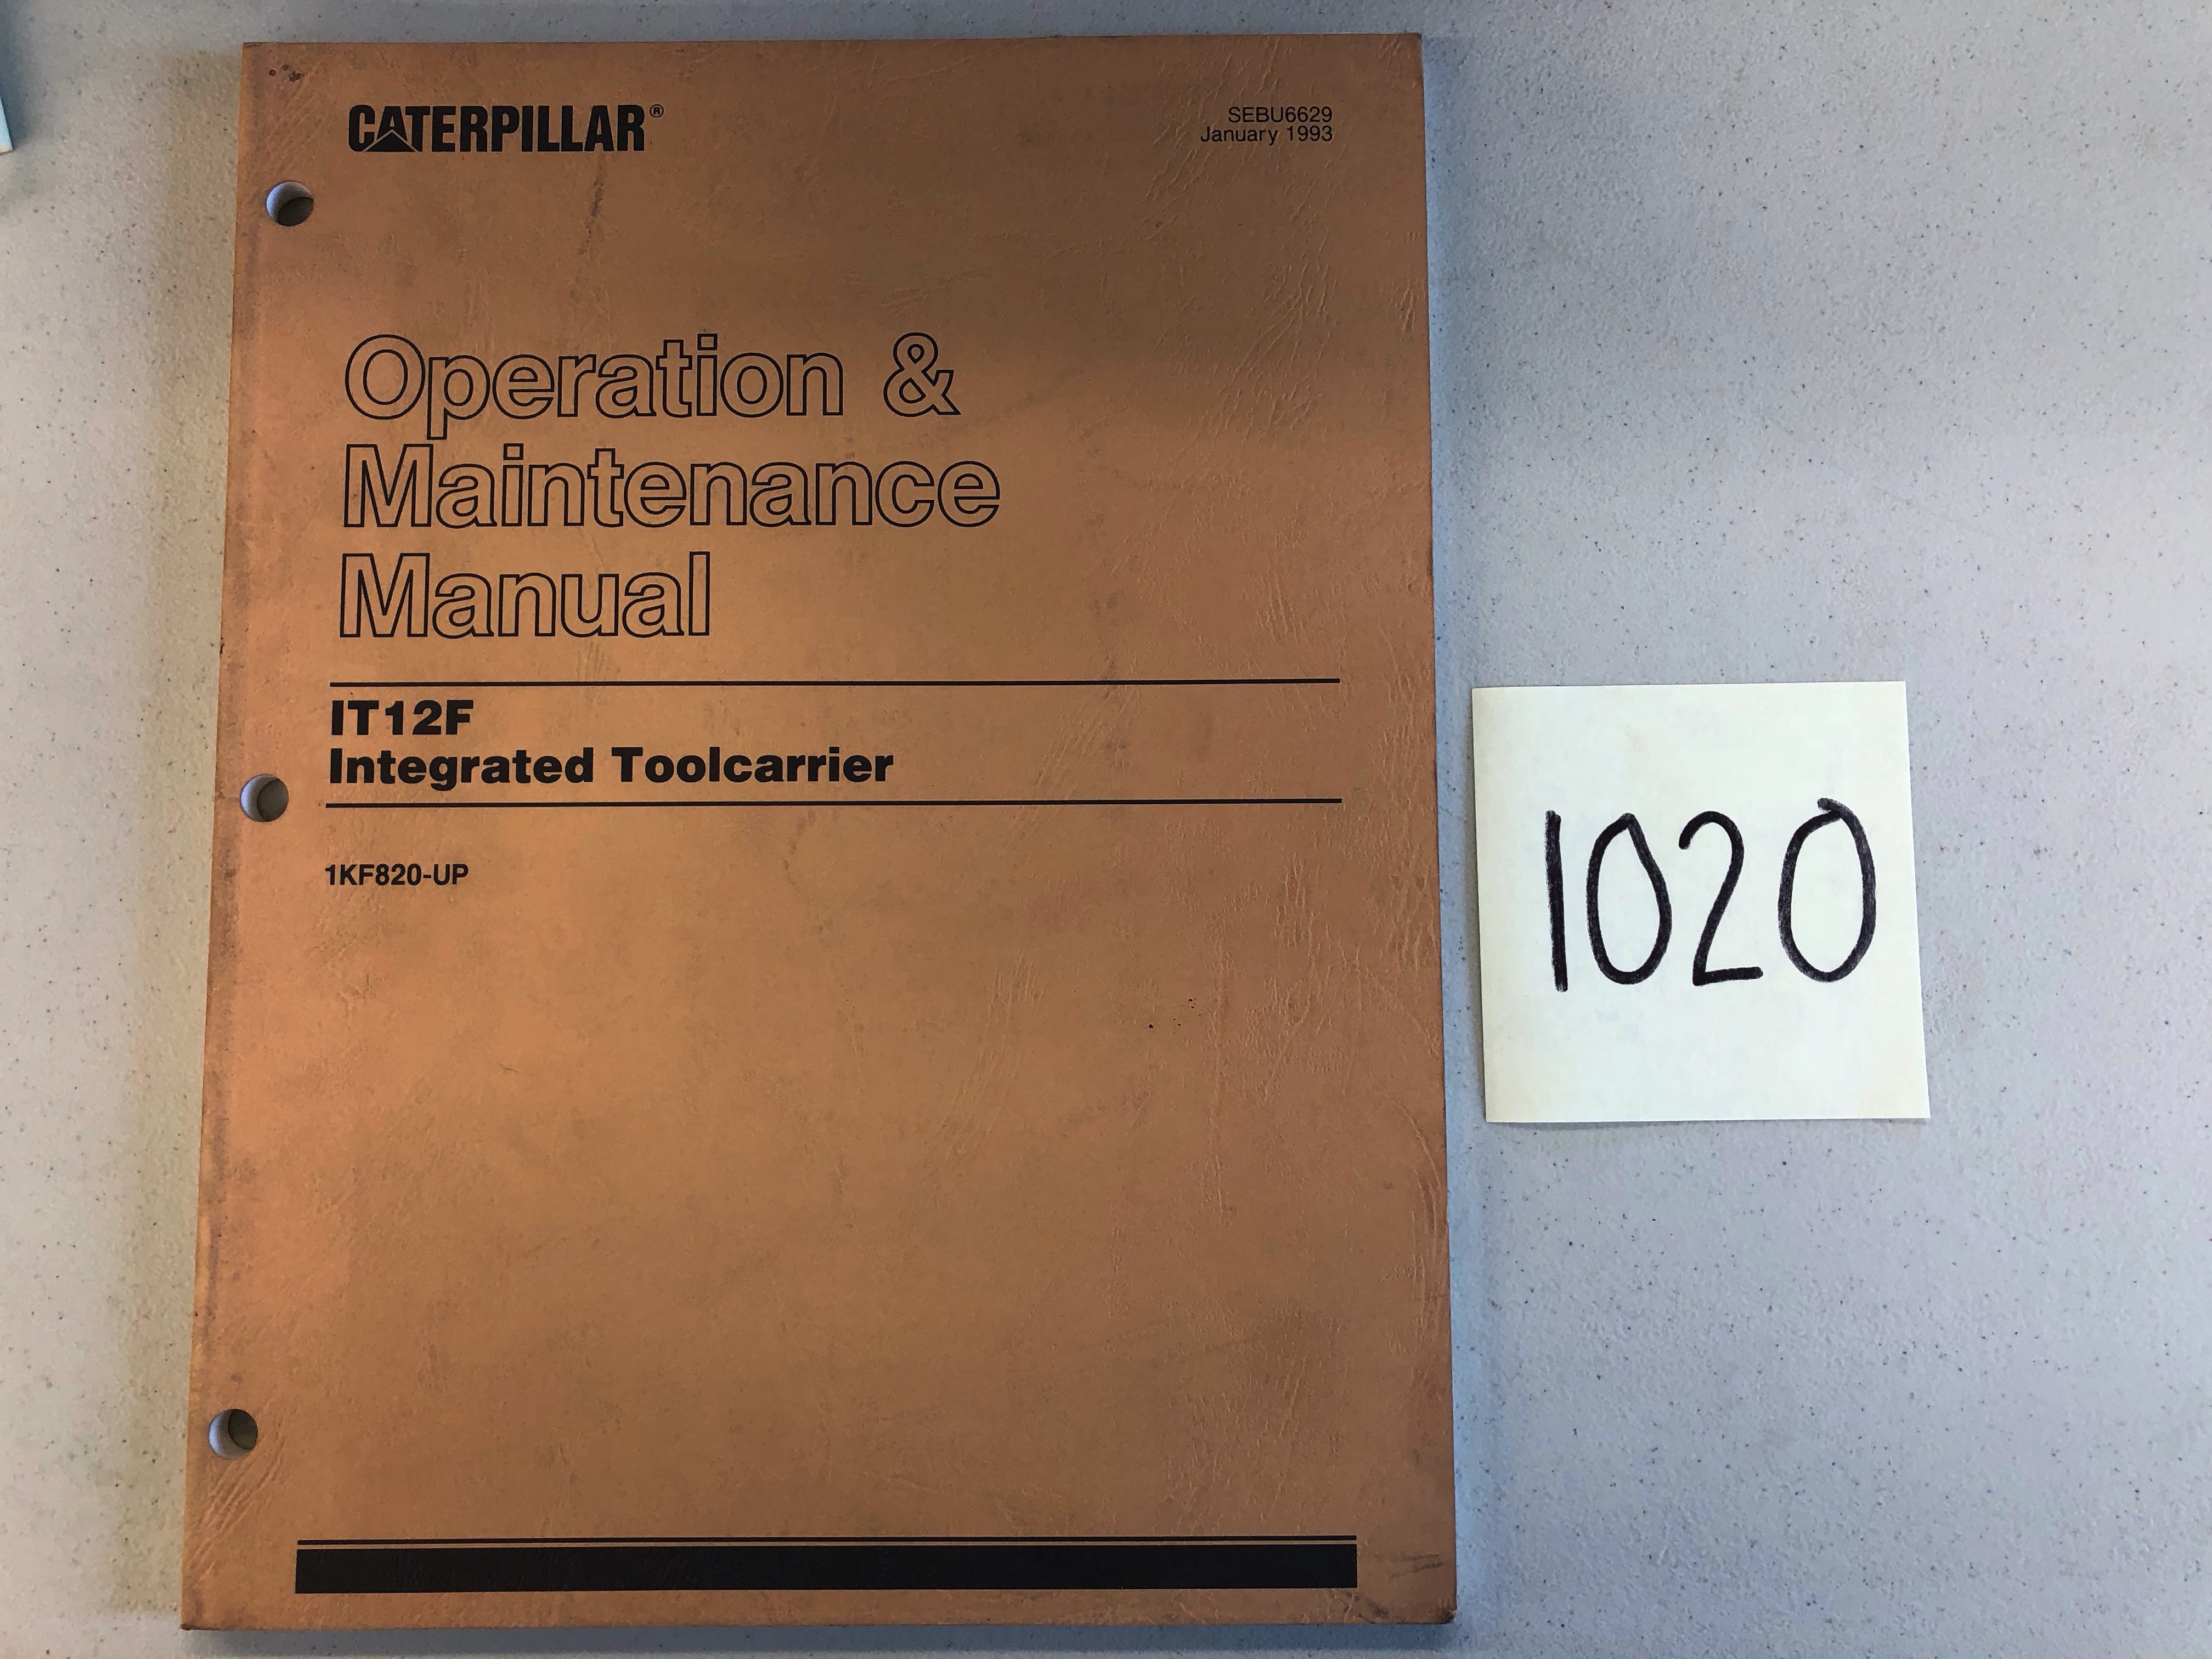 CATERPILLAR®
SEBU6629
January 1993
Operation &
Maintenance
Manual
IT12F
Integrated Toolcarrier
1KF820-UP
1020